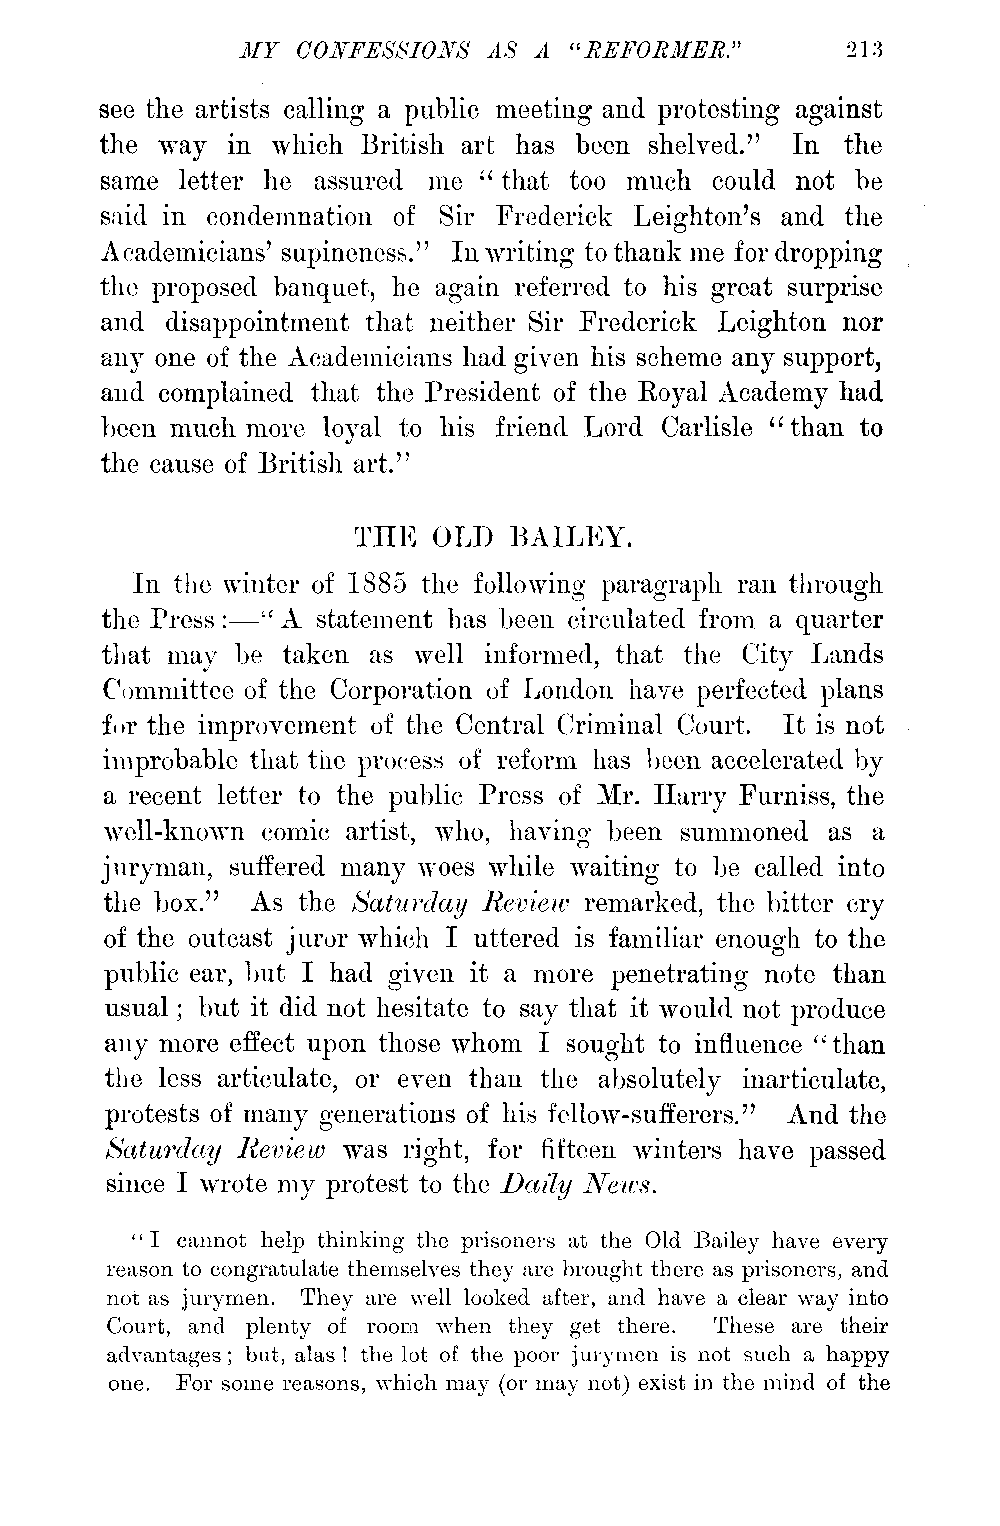 MY CONFESSIONS AS A “REFORMER.” 213
see the artists calling a public meeting and protesting against
the way in which British art has been shelved.” In the
same letter he assured me “that too much could not be
said in condemnation of Sir Frederick Leighton's and the
Academicians' supineness.” In writing to thank me for dropping
the proposed banquet, he again referred to his great surprise
and disappointment that neither Sir Frederick Leighton nor
any one of the Academicians had given his scheme any support,
and complained that the President of the Royal Academy had
been much more loyal to his friend Lord Carlisle “than to
the cause of British art.”
THE OLD BAILEY.
In the winter of 1885 the following paragraph ran through
the Press:—“A statement has been circulated from a quarter
that may be taken as well informed, that the City Lands
Committee of the Corporation of London have perfected plans
for the improvement of the Central Criminal Court. It is not
improbable that the process of reform has been accelerated by
a recent letter to the public Press of Mr. Harry Furniss, the
well-known comic artist, who, having been summoned as a
juryman, suffered many woes while waiting to be called into
the box.” As the Saturday Review remarked, the bitter cry
of the outcast juror which I uttered is familiar enough to the
public ear, but I had given it a more penetrating note than
usual; but it did not hesitate to say that it would not produce
any more effect upon those whom I sought to influence “than
the less articulate, or even than the absolutely inarticulate,
protests of many generations of his fellow-sufferers.” And the
Saturday Review was right, for fifteen winters have passed
since I wrote my protest to the Daily News.
“I cannot help thinking the prisoners at the Old Bailey have every
reason to congratulate themselves they are brought there as prisoners, and
not as jurymen. They are well looked after, and have a clear way into
Court, and plenty of room when they get there. These are their
advantages; but, alas! the lot of the poor jurymen is not such a happy
one. For some reasons, which may (or may not) exist in the mind of the